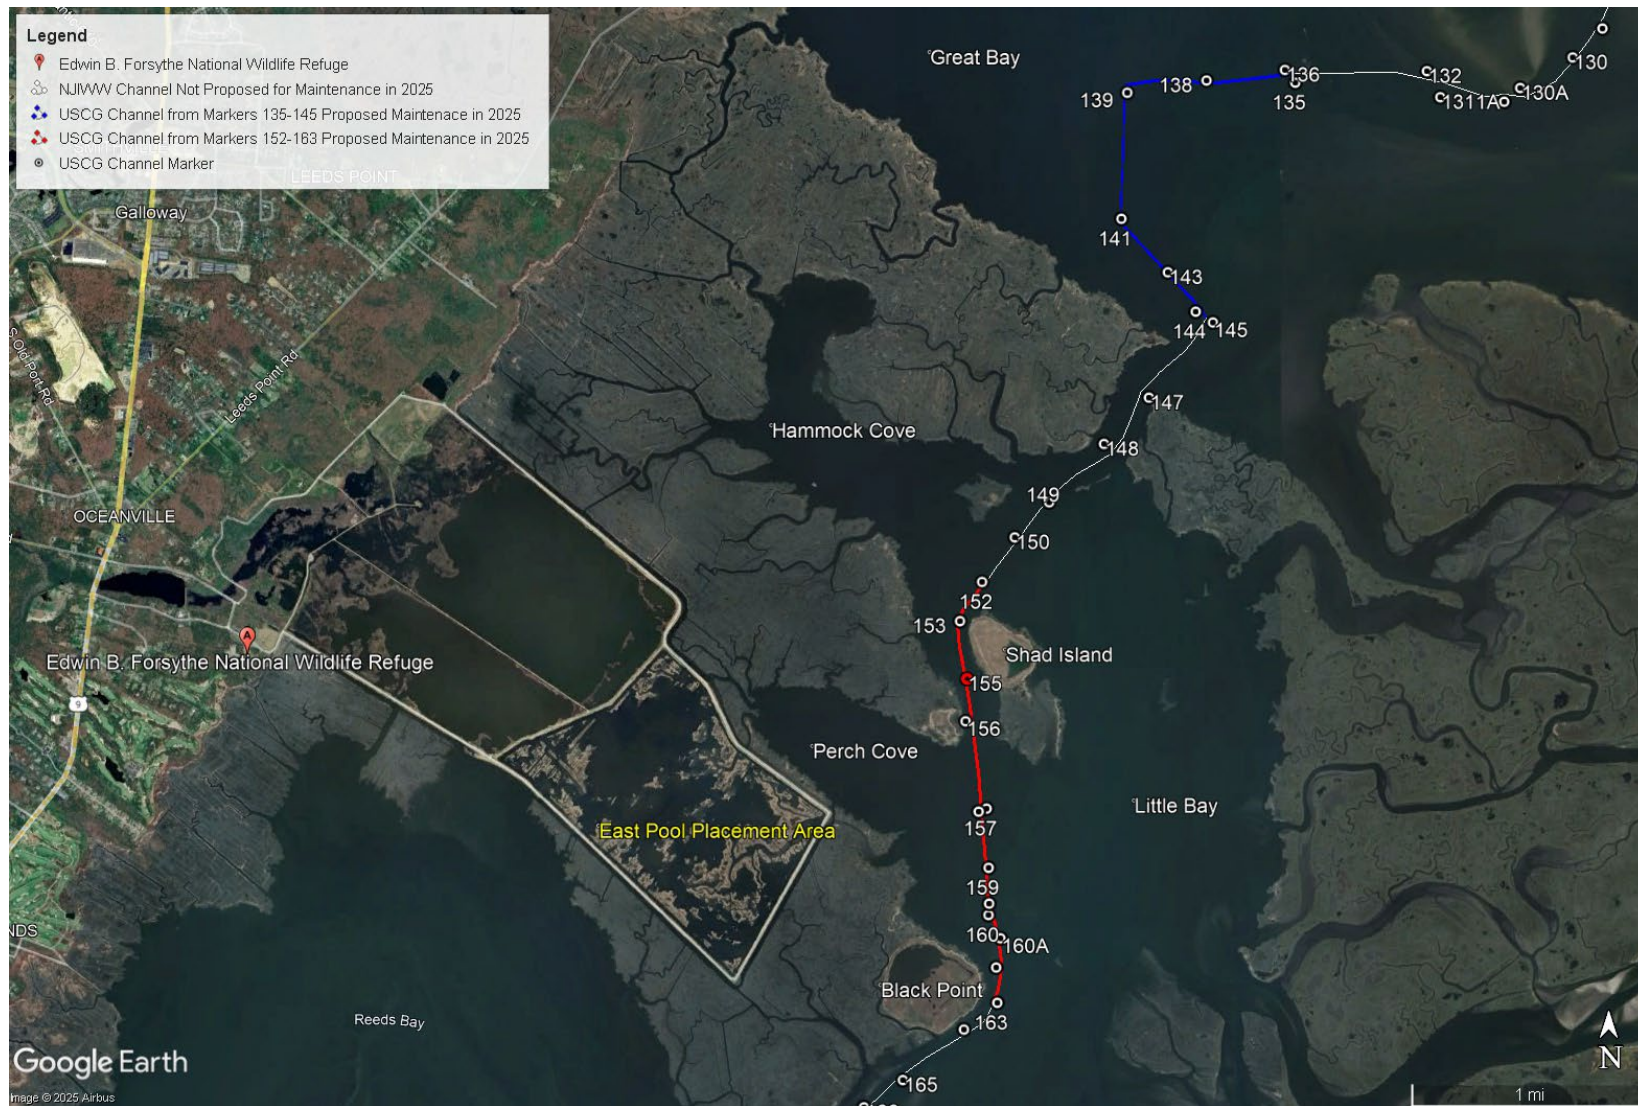 Legend
Edwin B. Forsythe National Wildlife Refuge
NJIWW Channel Not Proposed for Maintenance in 2025
USCG Channel from Markers 135-145 Proposed Maintenace in 2025
USCG Channel from Markers 152-163 Proposed Maintenance in 2025
USCG Channel Marker
LEEDS POINT
Galloway
Great Bay
139
138
136
135
132
1311A
130A
130
141
143
144
145
147
148
S Old Port Rd
Leeds Point Rd
Hammock Cove
149
150
OCEANVILLE
152
153
A
Edwin B. Forsythe National Wildlife Refuge
Shad Island
155
9
156
Perch Cove
Little Bay
157
East Pool Placement Area
159
NDS
160
160A
Black Point
163
Reeds Bay
165
N
Google Earth
Image © 2025 Airbus
1 mi